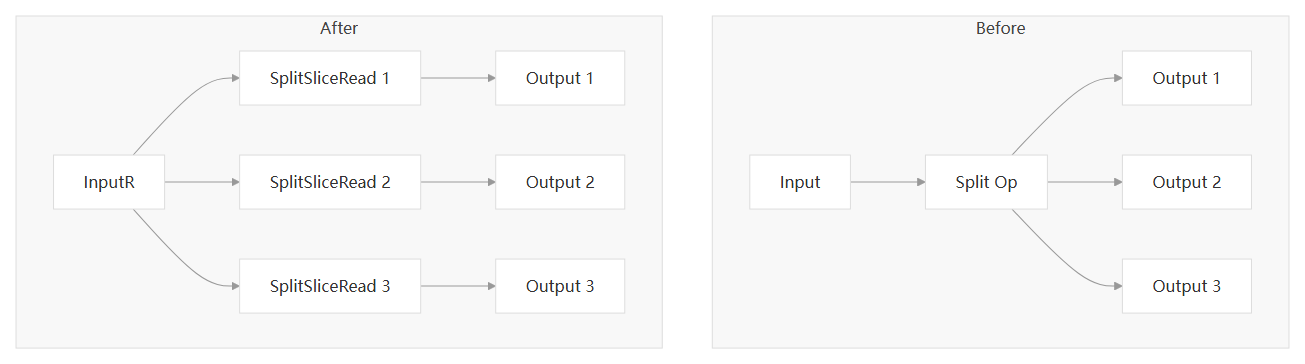 After
SplitSliceRead 1
Output 1
InputR
SplitSliceRead 2
Output 2
SplitSliceRead 3
Output 3
Before
Output 1
Input
Split Op
Output 2
Output 3